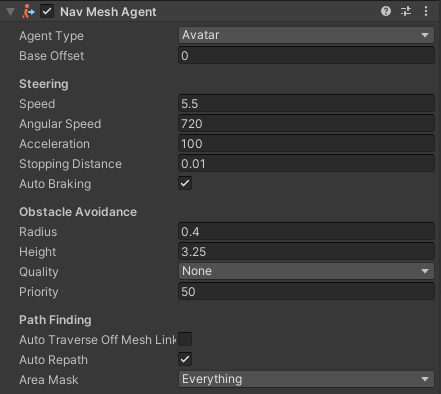 Nav Mesh Agent
Agent Type Avatar
Base Offset 0
Steering
Speed 5.5
Angular Speed 720
Acceleration 100
Stopping Distance 0.01
Auto Braking
Obstacle Avoidance
Radius 0.4
Height 3.25
Quality None
Priority 50
Path Finding
Auto Traverse Off Mesh Link
Auto Repath
Area Mask Everything